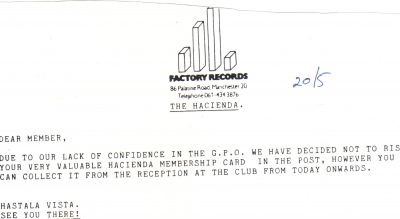 FACTORY RECORDS
86 Palatine Road, Manchester 20
Telephone 061-434 3876
THE HACIENDA.
20/5
DEAR MEMBER,
DUE TO OUR LACK OF CONFIDENCE IN THE G.P.O. WE HAVE DECIDED NOT TO RIS
YOUR VERY VALUABLE HACIENDA MEMBERSHIP CARD IN THE POST, HOWEVER YOU
CAN COLLECT IT FROM THE RECEPTION AT THE CLUB FROM TODAY ONWARDS.
HASTALA VISTA.
SEE YOU THERE!